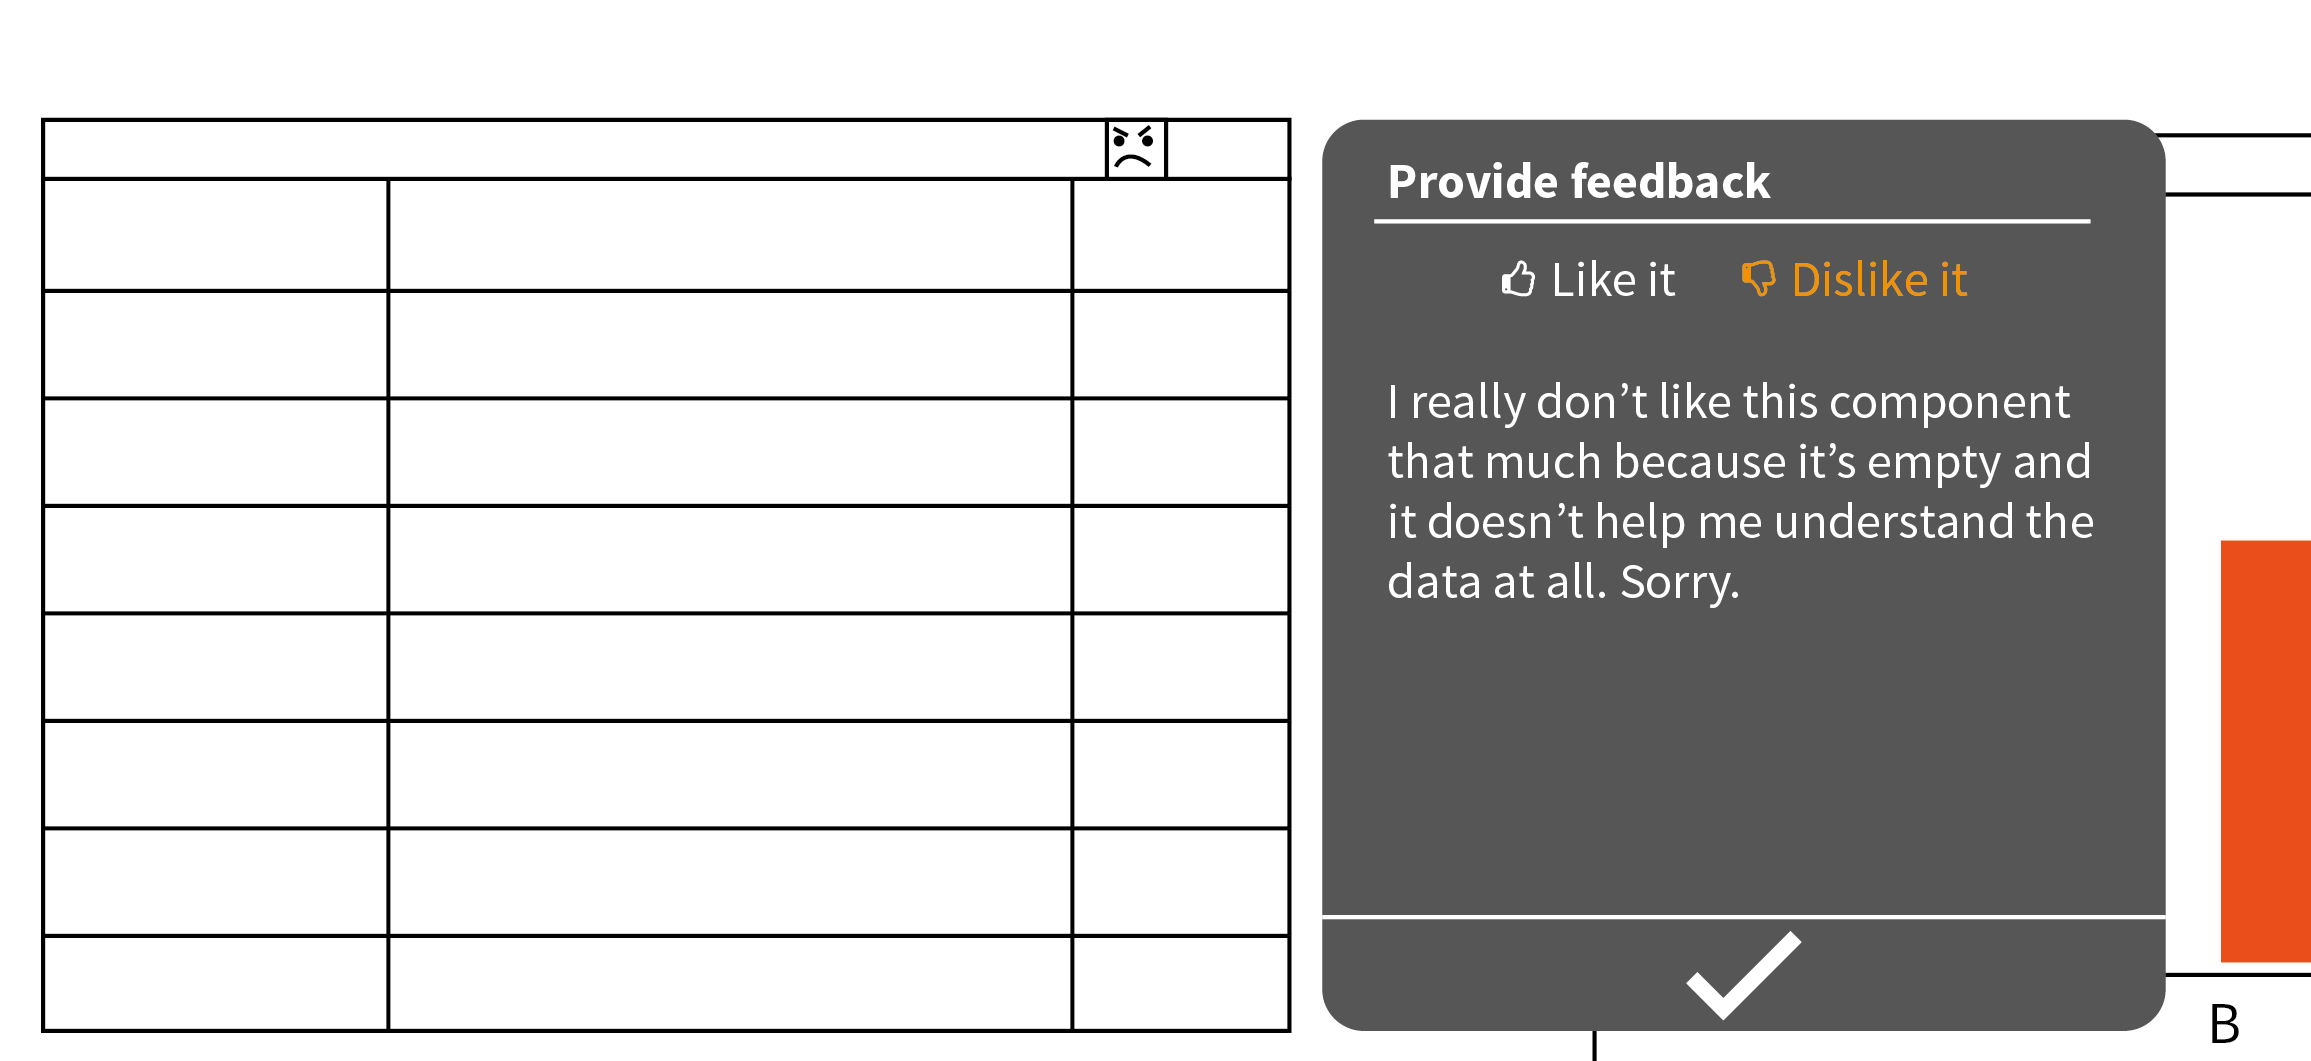 Provide feedback
Like it Dislike it
I really don’t like this component
that much because it’s empty and
it doesn’t help me understand the
data at all. Sorry.
B